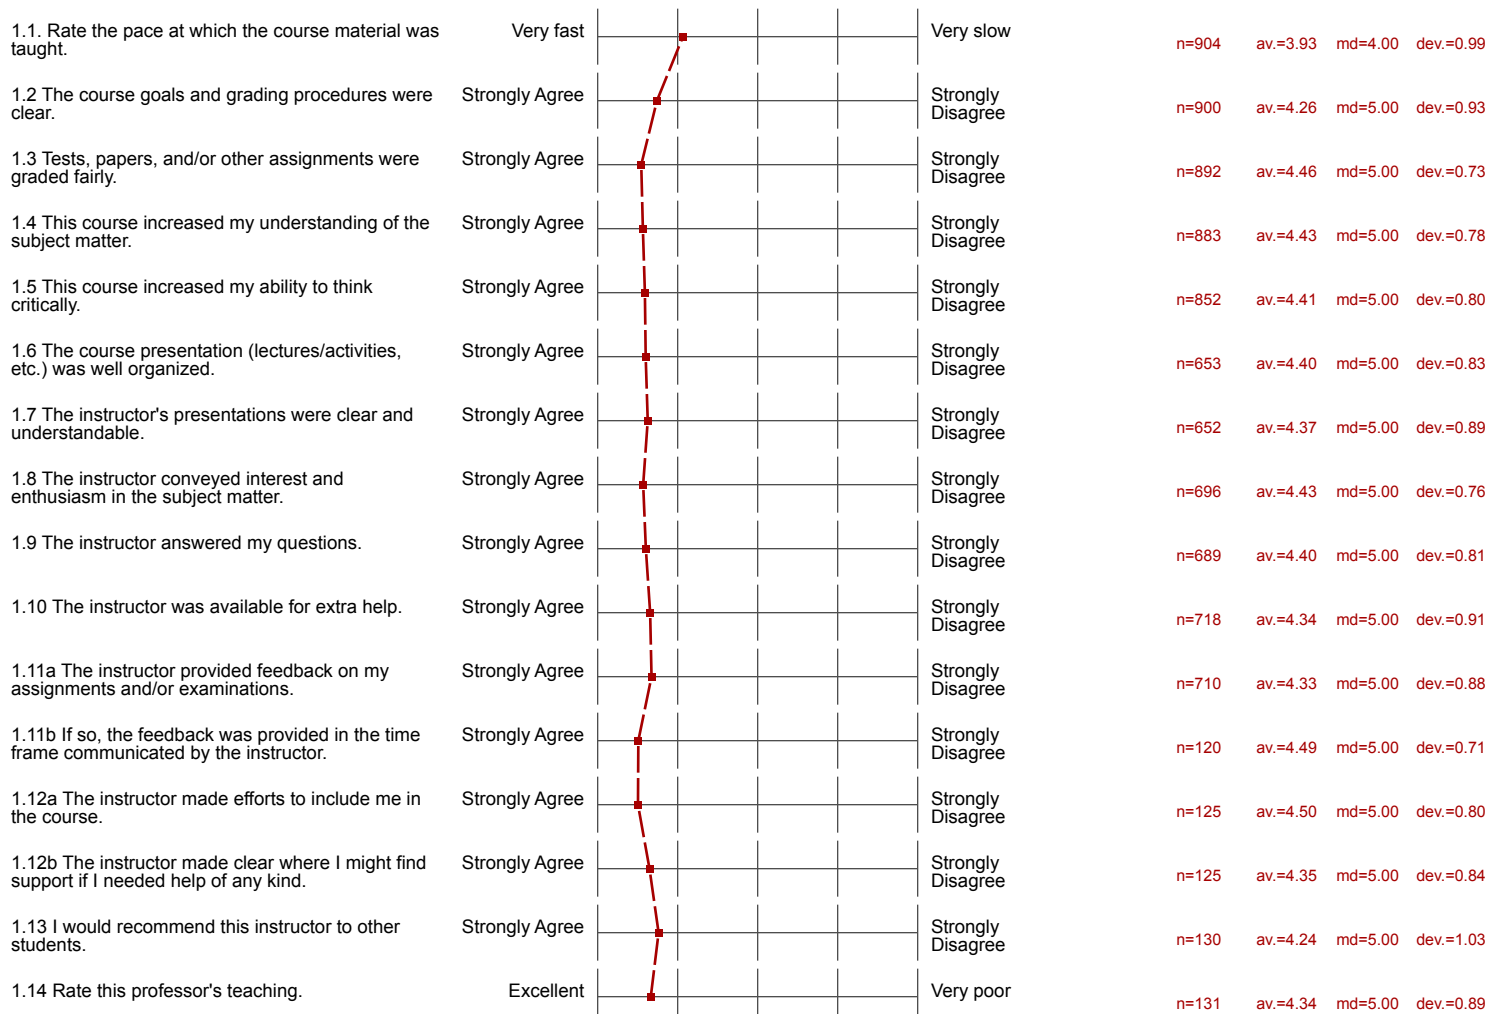 1.1. Rate the pace at which the course material was
taught.
Very fast
Very slow
n=904 av.=3.93 md=4.00 dev.=0.99
1.2 The course goals and grading procedures were
clear.
Strongly Agree
Strongly
Disagree
n=900 av.=4.26 md=5.00 dev.=0.93
1.3 Tests, papers, and/or other assignments were
graded fairly.
Strongly Agree
Strongly
Disagree
n=892 av.=4.46 md=5.00 dev.=0.73
1.4 This course increased my understanding of the
subject matter.
Strongly Agree
Strongly
Disagree
n=883 av.=4.43 md=5.00 dev.=0.78
1.5 This course increased my ability to think
critically.
Strongly Agree
Strongly
Disagree
n=852 av.=4.41 md=5.00 dev.=0.80
1.6 The course presentation (lectures/activities,
etc.) was well organized.
Strongly Agree
Strongly
Disagree
n=653 av.=4.40 md=5.00 dev.=0.83
1.7 The instructor's presentations were clear and
understandable.
Strongly Agree
Strongly
Disagree
n=652 av.=4.37 md=5.00 dev.=0.89
1.8 The instructor conveyed interest and
enthusiasm in the subject matter.
Strongly Agree
Strongly
Disagree
n=696 av.=4.43 md=5.00 dev.=0.76
1.9 The instructor answered my questions.
Strongly Agree
Strongly
Disagree
n=689 av.=4.40 md=5.00 dev.=0.81
1.10 The instructor was available for extra help.
Strongly Agree
Strongly
Disagree
n=718 av.=4.34 md=5.00 dev.=0.91
1.11a The instructor provided feedback on my
assignments and/or examinations.
Strongly Agree
Strongly
Disagree
n=710 av.=4.33 md=5.00 dev.=0.88
1.11b If so, the feedback was provided in the time
frame communicated by the instructor.
Strongly Agree
Strongly
Disagree
n=120 av.=4.49 md=5.00 dev.=0.71
1.12a The instructor made efforts to include me in
the course.
Strongly Agree
Strongly
Disagree
n=125 av.=4.50 md=5.00 dev.=0.80
1.12b The instructor made clear where I might find
support if I needed help of any kind.
Strongly Agree
Strongly
Disagree
n=125 av.=4.35 md=5.00 dev.=0.84
1.13 I would recommend this instructor to other
students.
Strongly Agree
Strongly
Disagree
n=130 av.=4.24 md=5.00 dev.=1.03
1.14 Rate this professor's teaching.
Excellent
Very poor
n=131 av.=4.34 md=5.00 dev.=0.89